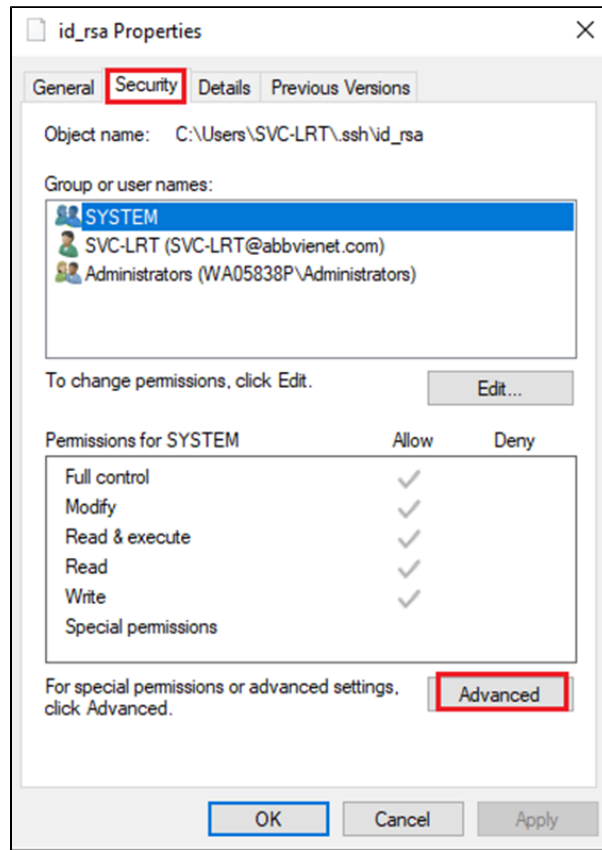 id_rsa Properties
General Security Details Previous Versions
Object name: C:\Users\SVC-LRT\.ssh\id_rsa
Group or user names:
SYSTEM
SVC-LRT (SVC-LRT@abbvienet.com)
Administrators (WA05838P\Administrators)
To change permissions, click Edit.
Edit...
Permissions for SYSTEM Allow Deny
Full control
Modify
Read & execute
Read
Write
Special permissions
For special permissions or advanced settings,
click Advanced.
Advanced
OK Cancel Apply